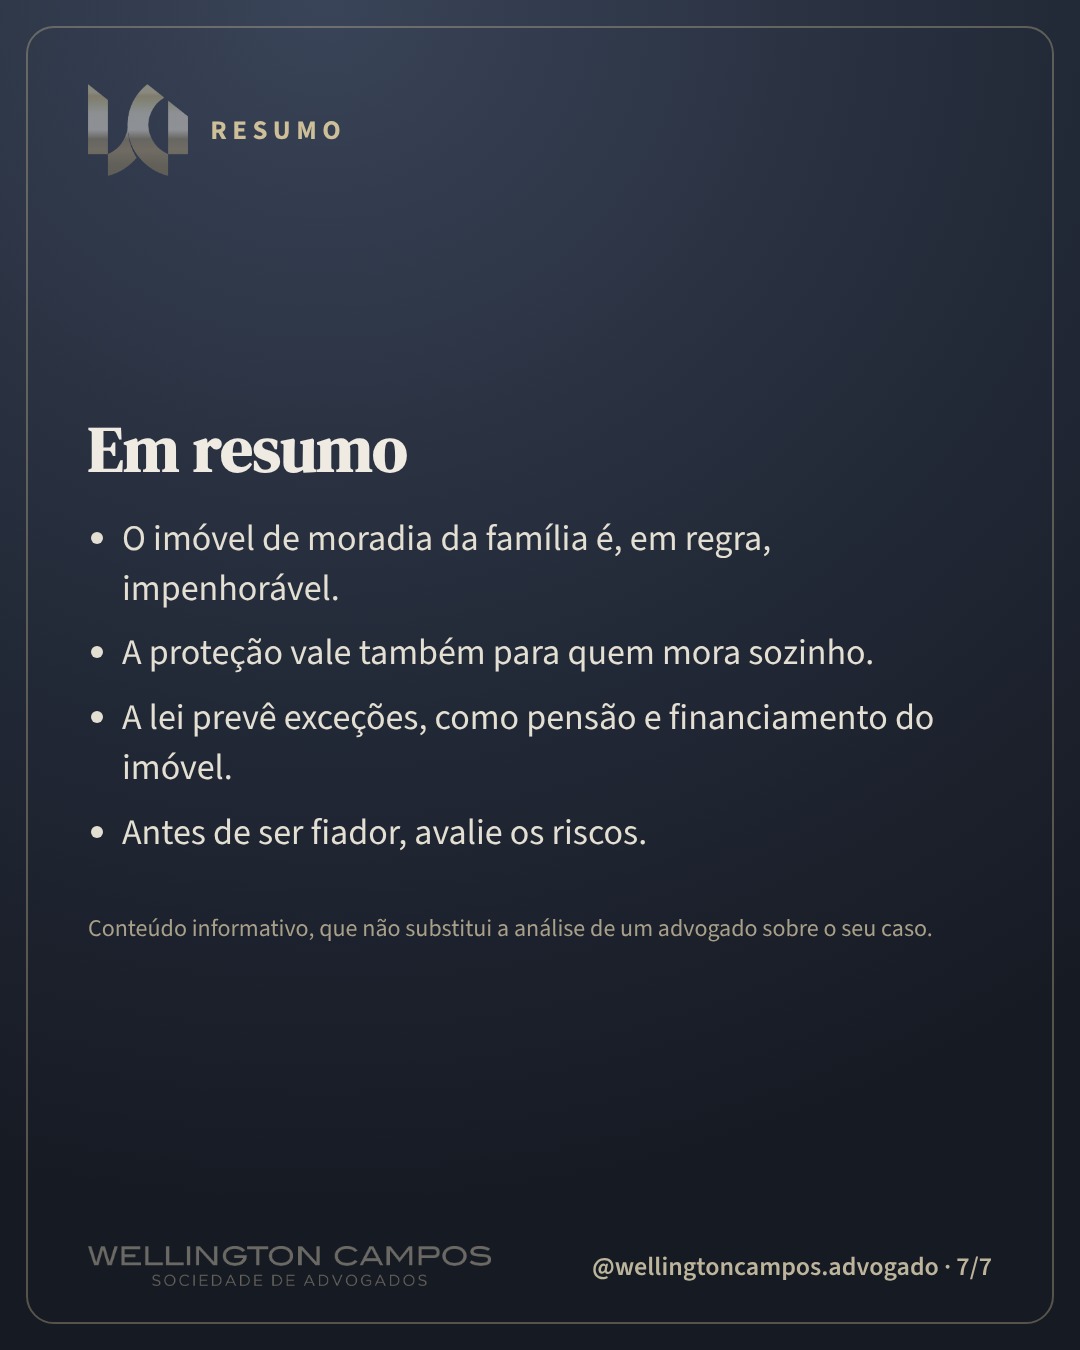 RESUMO
Em resumo
• O imóvel de moradia da família é, em regra,
impenhorável.
• A proteção vale também para quem mora sozinho.
• A lei prevê exceções, como pensão e financiamento do
imóvel.
• Antes de ser fiador, avalie os riscos.
Conteúdo informativo, que não substitui a análise de um advogado sobre o seu caso.
WELLINGTON CAMPOS
SOCIEDADE DE ADVOGADOS
@wellingtoncampos.advogado · 7/7